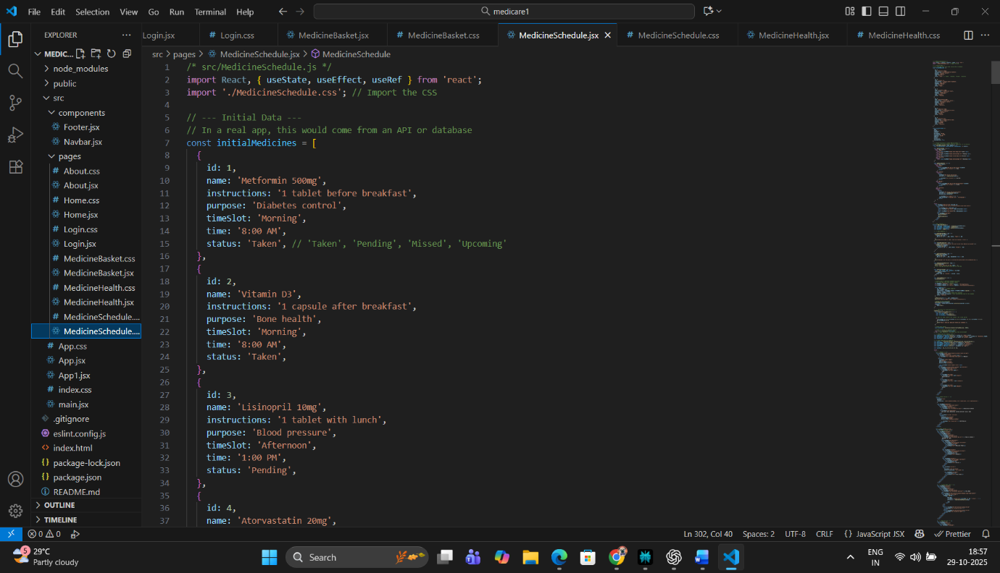 File Edit Selection View Go Run Terminal Help
medicare1
EXPLORER
Login.jsx
# Login.css
MedicineBasket.jsx
# MedicineBasket.css
MedicineSchedule.jsx
# MedicineSchedule.css
MedicineHealth.jsx
# MedicineHealth.css
src > pages > MedicineSchedule.jsx > MedicineSchedule
MEDIC...
node_modules
public
src
components
Footer.jsx
Navbar.jsx
pages
# About.css
About.jsx
# Home.css
Home.jsx
# Login.css
Login.jsx
# MedicineBasket.css
MedicineBasket.jsx
# MedicineHealth.css
MedicineHealth.jsx
# MedicineSchedule....
MedicineSchedule....
# App.css
App.jsx
App1.jsx
# index.css
main.jsx
.gitignore
eslint.config.js
<> index.html
{} package-lock.json
{} package.json
README.md
OUTLINE
TIMELINE
1 /* src/MedicineSchedule.js */
2 import React, { useState, useEffect, useRef } from 'react';
3 import './MedicineSchedule.css'; // Import the CSS
4
5 // --- Initial Data ---
6 // In a real app, this would come from an API or database
7 const initialMedicines = [
8 {
9 id: 1,
10 name: 'Metformin 500mg',
11 instructions: '1 tablet before breakfast',
12 purpose: 'Diabetes control',
13 timeSlot: 'Morning',
14 time: '8:00 AM',
15 status: 'Taken', // 'Taken', 'Pending', 'Missed', 'Upcoming'
16 },
17 {
18 id: 2,
19 name: 'Vitamin D3',
20 instructions: '1 capsule after breakfast',
21 purpose: 'Bone health',
22 timeSlot: 'Morning',
23 time: '8:00 AM',
24 status: 'Taken',
25 },
26 {
27 id: 3,
28 name: 'Lisinopril 10mg',
29 instructions: '1 tablet with lunch',
30 purpose: 'Blood pressure',
31 timeSlot: 'Afternoon',
32 time: '1:00 PM',
33 status: 'Pending',
34 },
35 {
36 id: 4,
37 name: 'Atorvastatin 20mg',
0 0
Ln 302, Col 40 Spaces: 2 UTF-8 CRLF {} JavaScript JSX Prettier
5
29°C
Partly cloudy
Search
ENG
IN
18:57
29-10-2025